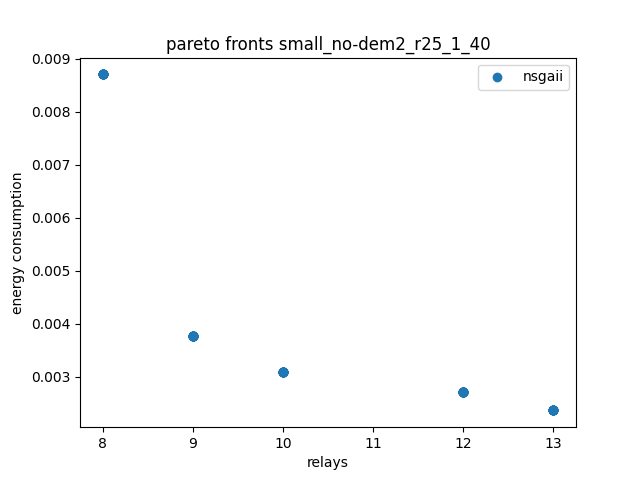 pareto fronts small_no-dem2_r25_1_40
nsgaii
0.009
0.008
0.007
0.006
0.005
0.004
0.003
energy consumption
8 9 10 11 12 13
relays